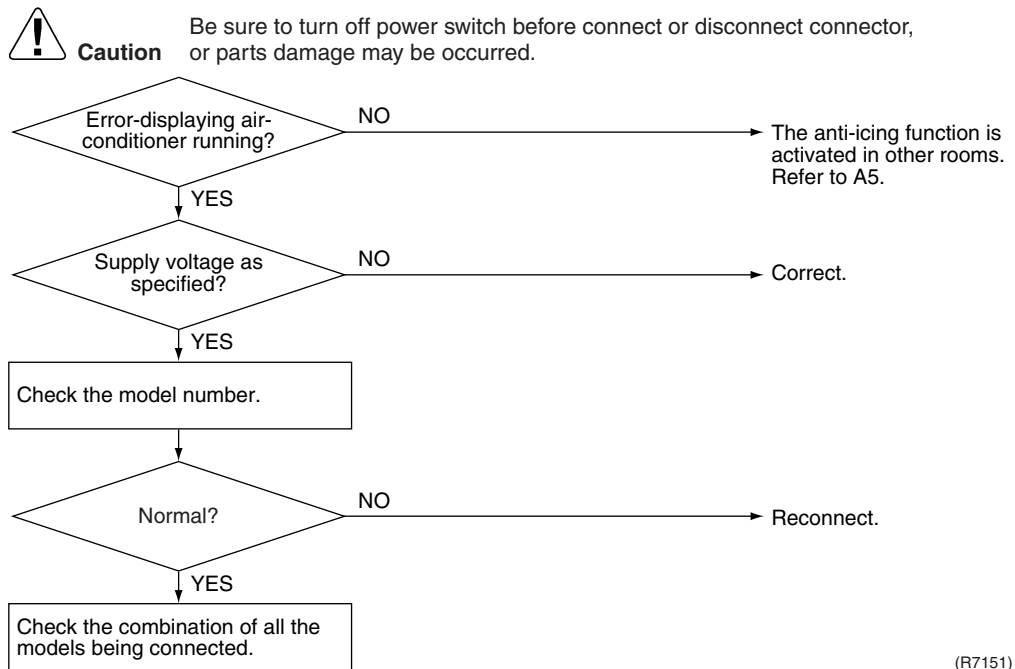 Be sure to turn off power switch before connect or disconnect connector,
Caution or parts damage may be occurred.
Error-displaying air-
conditioner running?
NO
The anti-icing function is
activated in other rooms.
Refer to A5.
YES
Supply voltage as
specified?
NO
Correct.
YES
Check the model number.
Normal?
NO
Reconnect.
YES
Check the combination of all the
models being connected.
(R7151)